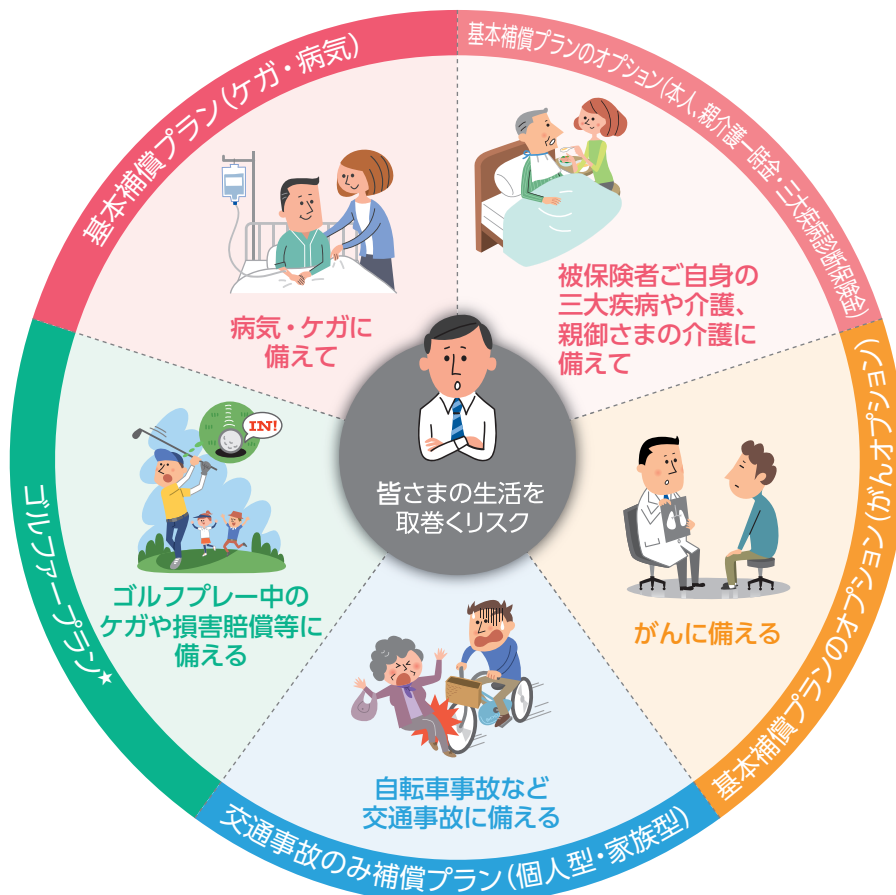 基本補償プラン(ケガ・病気)
病気・ケガに
備えて
基本補償プランのオプション(本人、親介護一時金・三大疾病診断保険金)
被保険者ご自身の
三大疾病や介護、
親御さまの介護に
備えて
基本補償プランのオプション(がんオプション)
がんに備える
交通事故のみ補償プラン(個人型・家族型)
自転車事故など
交通事故に備える
ゴルファープラン★
IN!
ゴルフプレー中の
ケガや損害賠償等に
備える
皆さまの生活を
取巻くリスク